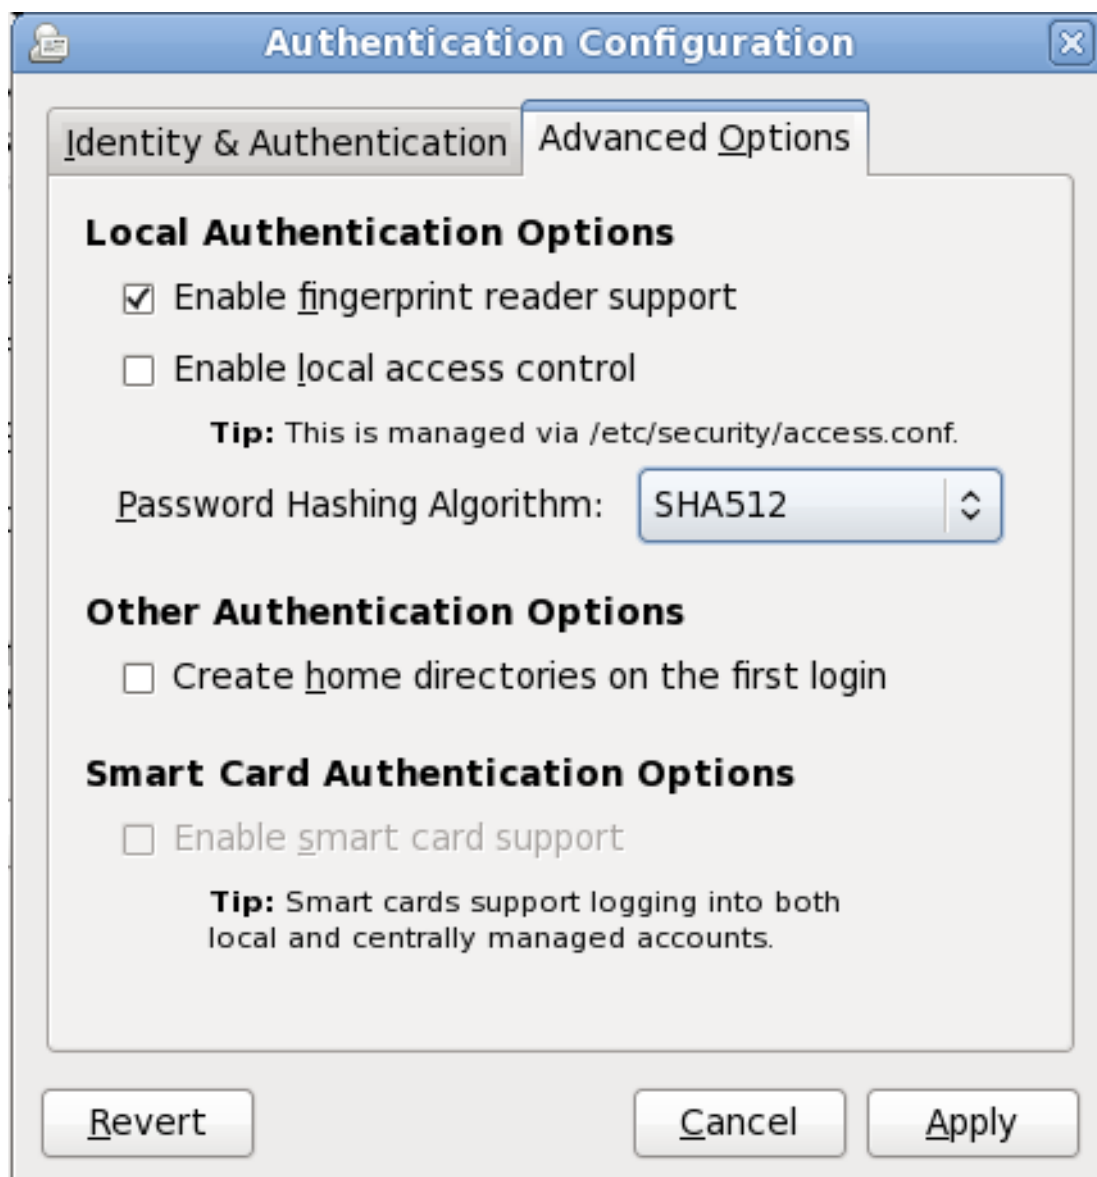 Authentication Configuration
Identity & Authentication
Advanced Options
Local Authentication Options
Enable fingerprint reader support
Enable local access control
Tip: This is managed via /etc/security/access.conf.
Password Hashing Algorithm:
SHA512
Other Authentication Options
Create home directories on the first login
Smart Card Authentication Options
Enable smart card support
Tip: Smart cards support logging into both
local and centrally managed accounts.
Revert
Cancel
Apply